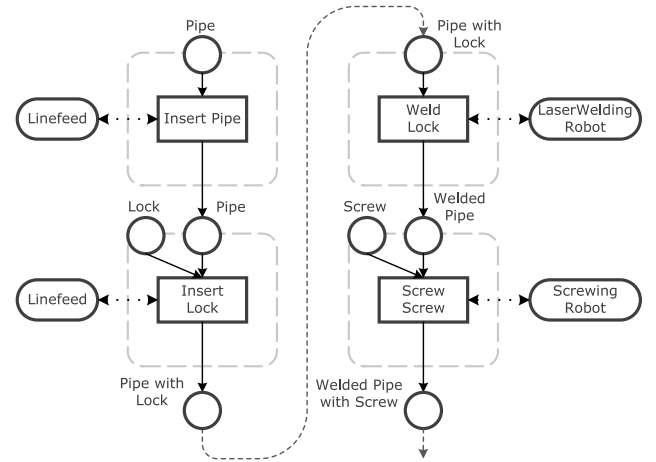 Pipe
Linefeed
Insert Pipe
Lock
Pipe
Linefeed
Insert
Lock
Pipe with
Lock
Pipe with
Lock
Weld
Lock
LaserWelding
Robot
Welded
Pipe
Screw
Screw
Screw
Screwing
Robot
Welded Pipe
with Screw